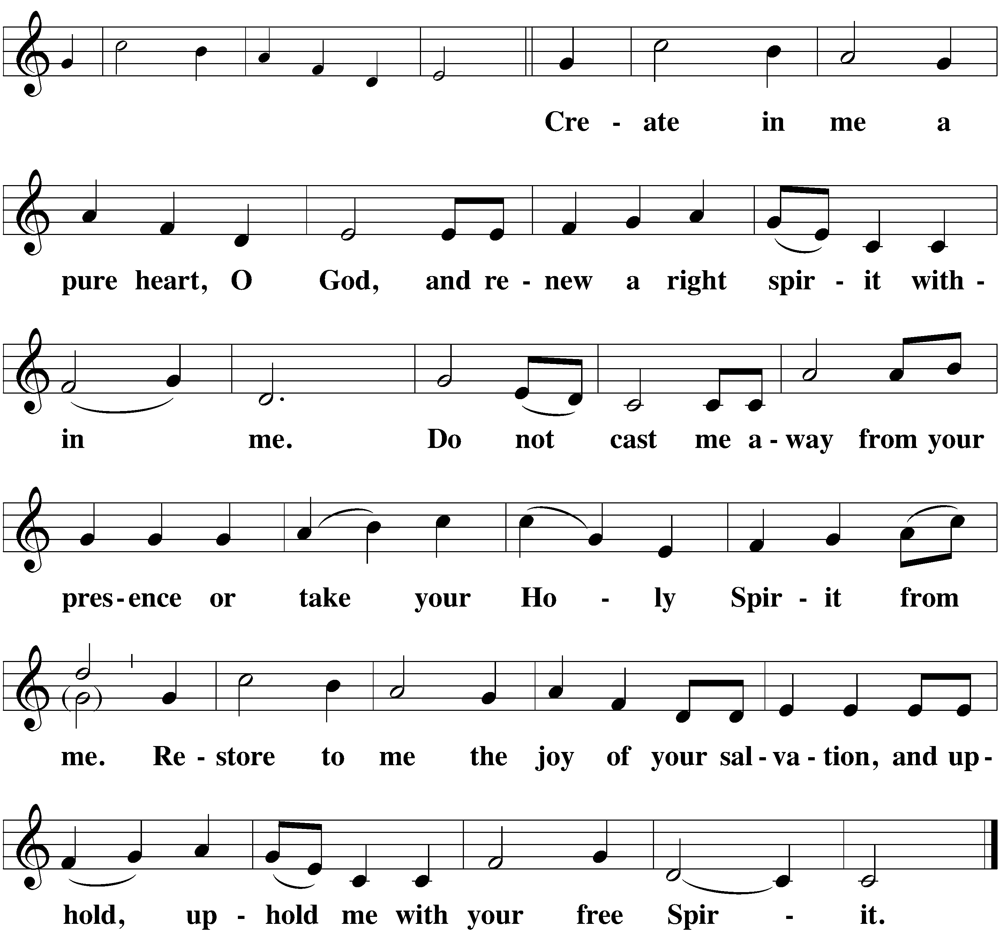 Cre - ate in me a
pure heart, O God, and re - new a right spir - it with -
in me. Do not cast me a - way from your
pres - ence or take your Ho - ly Spir - it from
me. Re - store to me the joy of your sal - va - tion, and up -
hold, up - hold me with your free Spir - it.